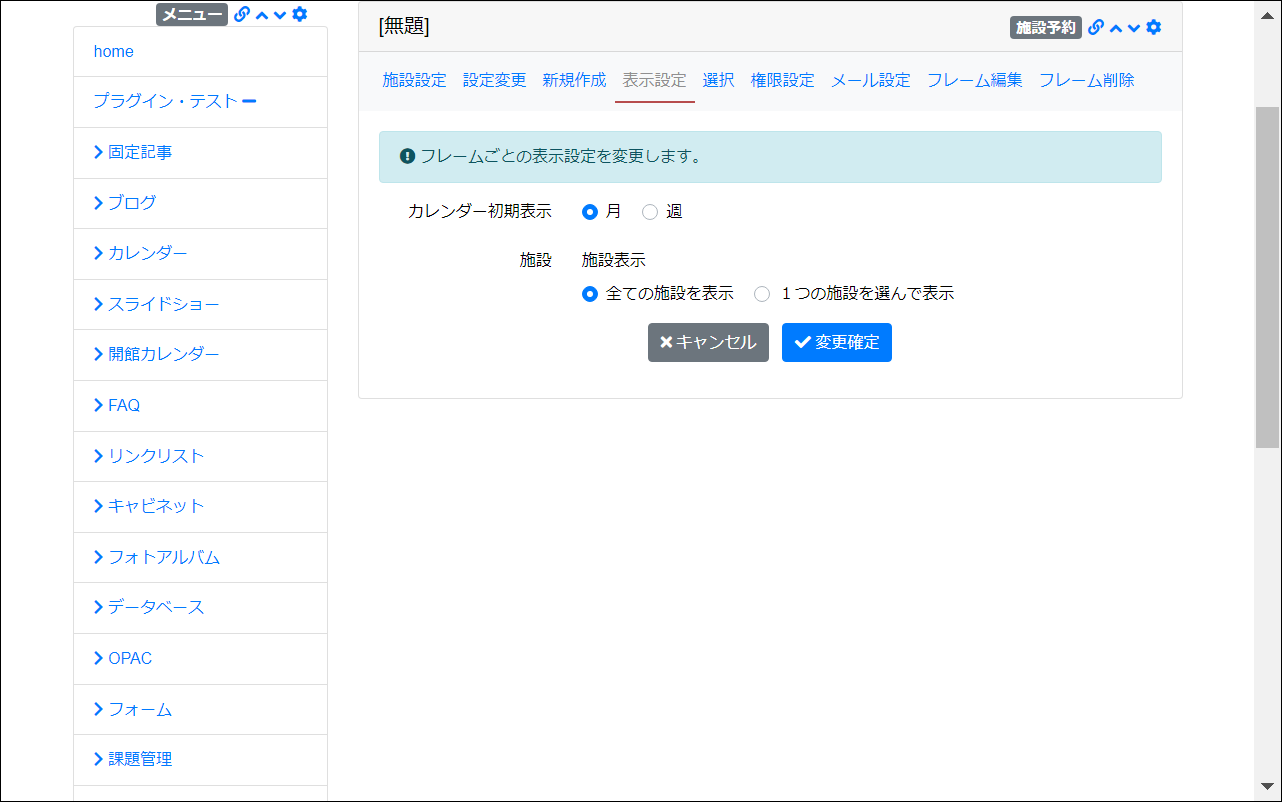 メニュー
home
プラグイン・テスト
固定記事
ブログ
カレンダー
スライドショー
開館カレンダー
FAQ
リンクリスト
キャビネット
フォトアルバム
データベース
OPAC
フォーム
課題管理
[無題]
施設予約
施設設定 設定変更 新規作成 表示設定 選択 権限設定 メール設定 フレーム編集 フレーム削除
フレームごとの表示設定を変更します。
カレンダー初期表示 月 週
施設 施設表示
全ての施設を表示 １つの施設を選んで表示
キャンセル 変更確定